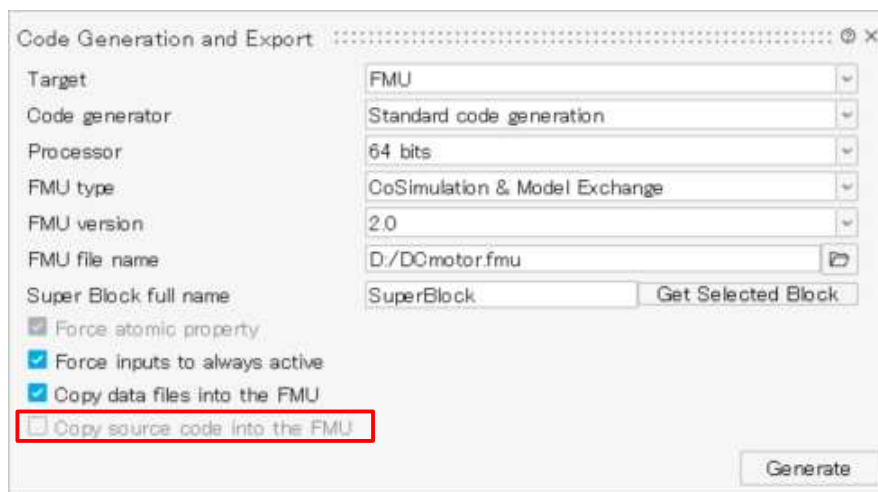 Code Generation and Export
Target FMU
Code generator Standard code generation
Processor 64 bits
FMU type CoSimulation & Model Exchange
FMU version 2.0
FMU file name D:/DCmotor.fmu
Super Block full name SuperBlock Get Selected Block
Force atomic property
Force inputs to always active
Copy data files into the FMU
Copy source code into the FMU
Generate